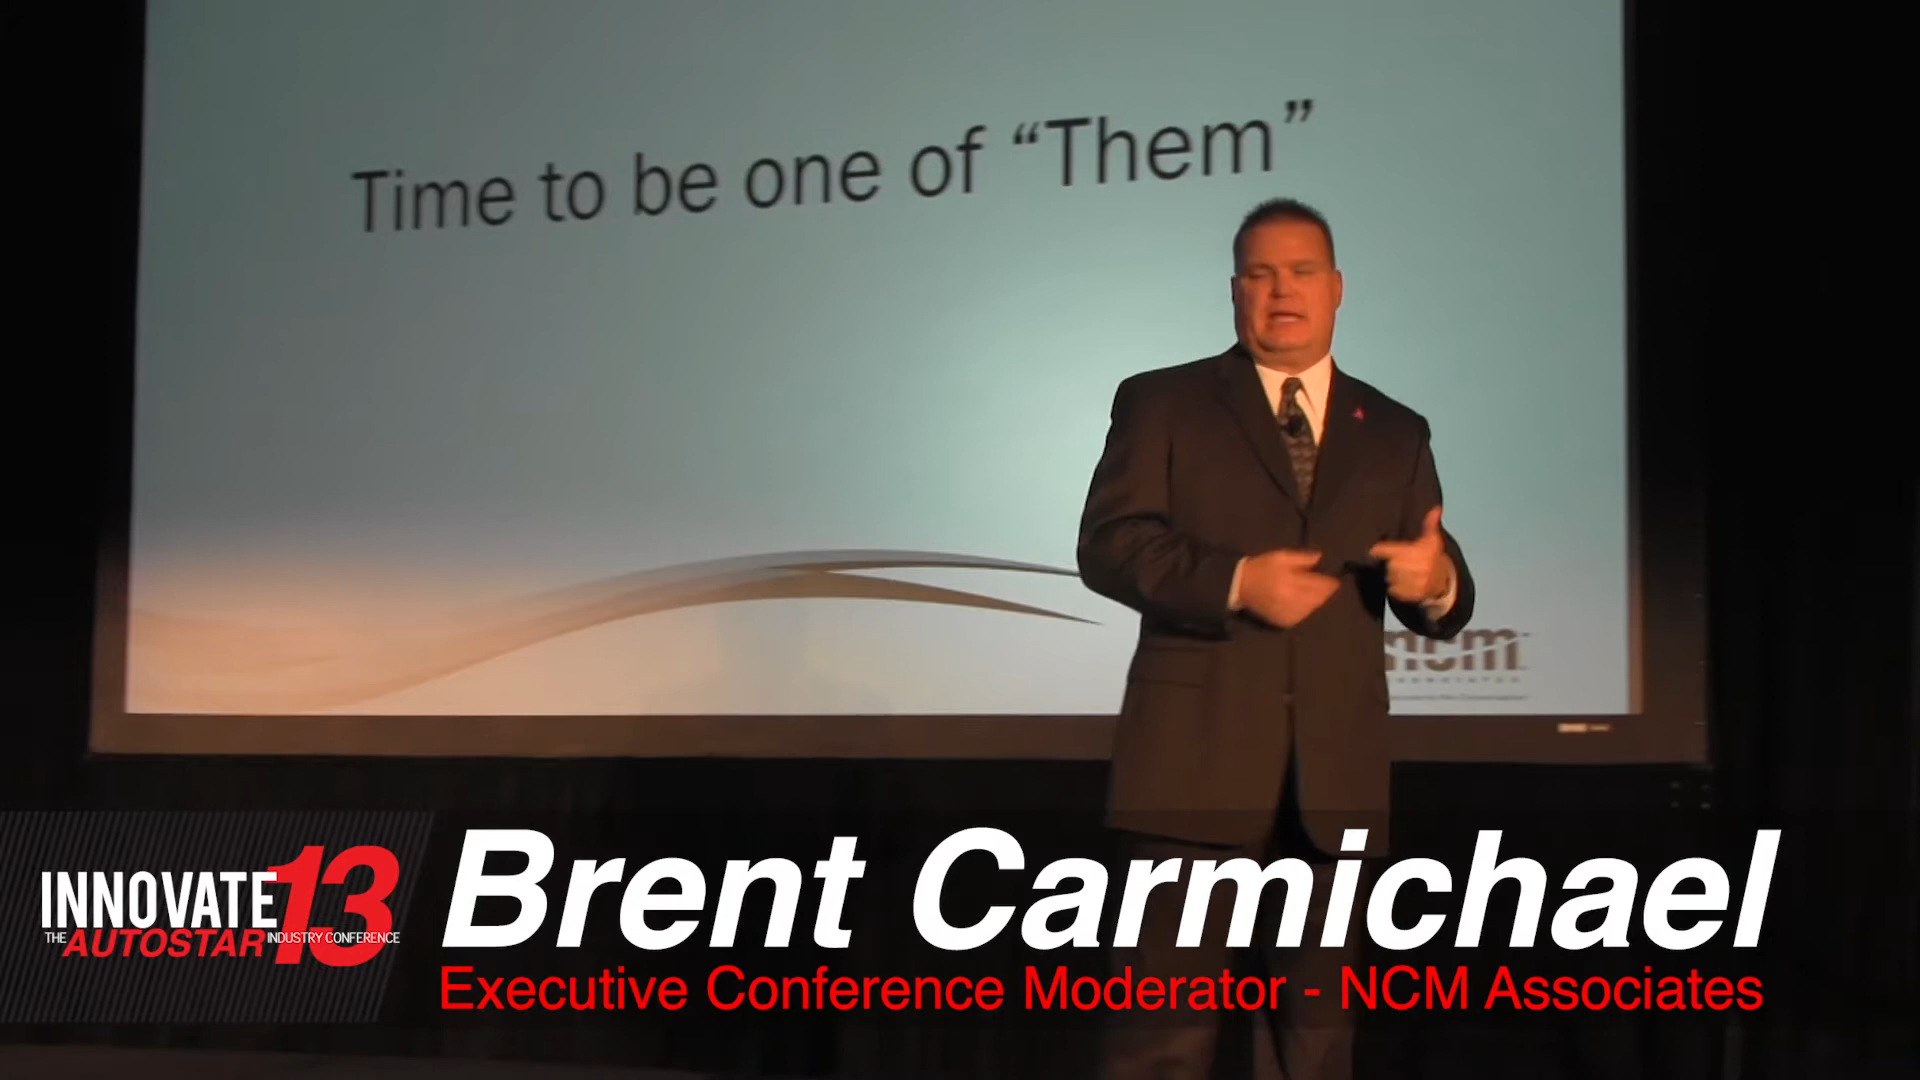 Time to be one of “Them”
ncm
INNOVATE 13
THE AUTOSTAR INDUSTRY CONFERENCE
Brent Carmichael
Executive Conference Moderator - NCM Associates